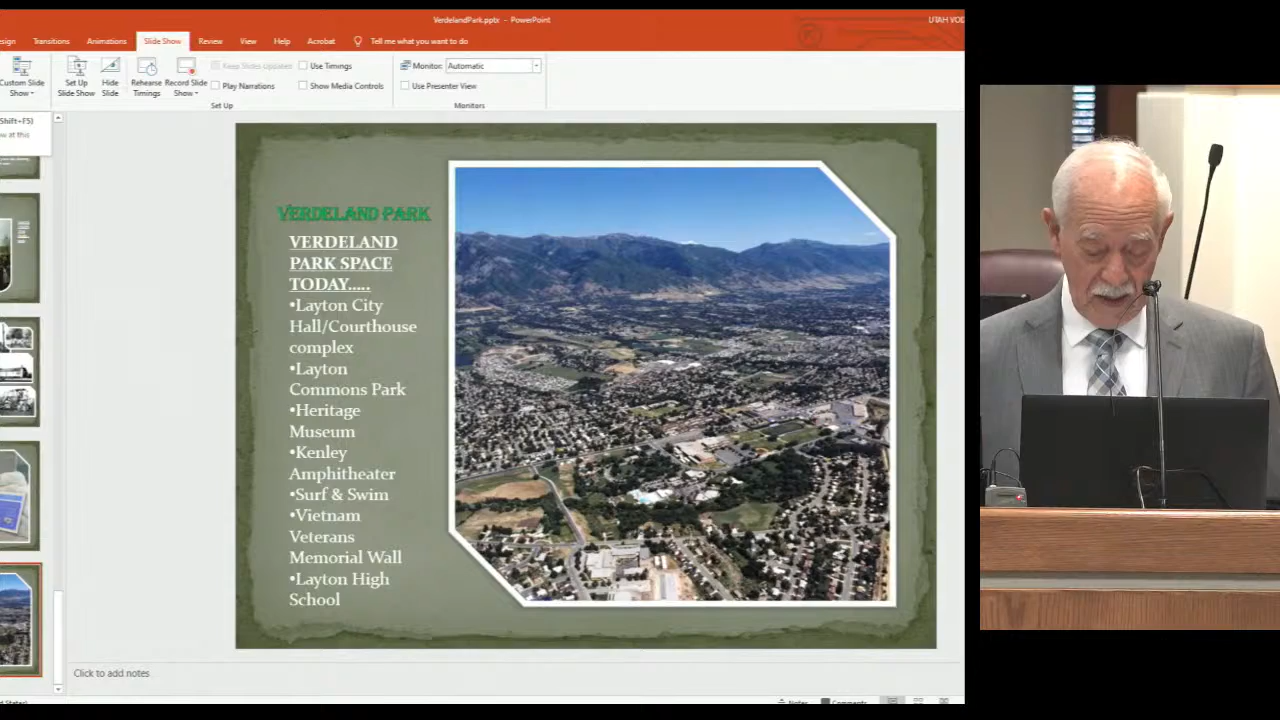 VerdelandPark.pptx - PowerPoint
UTAH VOD
Transitions Animations Slide Show Review View Help Acrobat Tell me what you want to do
Custom Slide Show
Set Up Slide Show
Hide Slide
Rehearse Timings
Record Slide Show
Keep Slides Updated
Play Narrations
Use Timings
Show Media Controls
Set Up
Monitor: Automatic
Use Presenter View
Monitors
Shift+F5)
VERDELAND PARK
VERDELAND
PARK SPACE
TODAY.....
•Layton City
Hall/Courthouse
complex
•Layton
Commons Park
•Heritage
Museum
•Kenley
Amphitheater
•Surf & Swim
•Vietnam
Veterans
Memorial Wall
•Layton High
School
Click to add notes
Notes
Comments